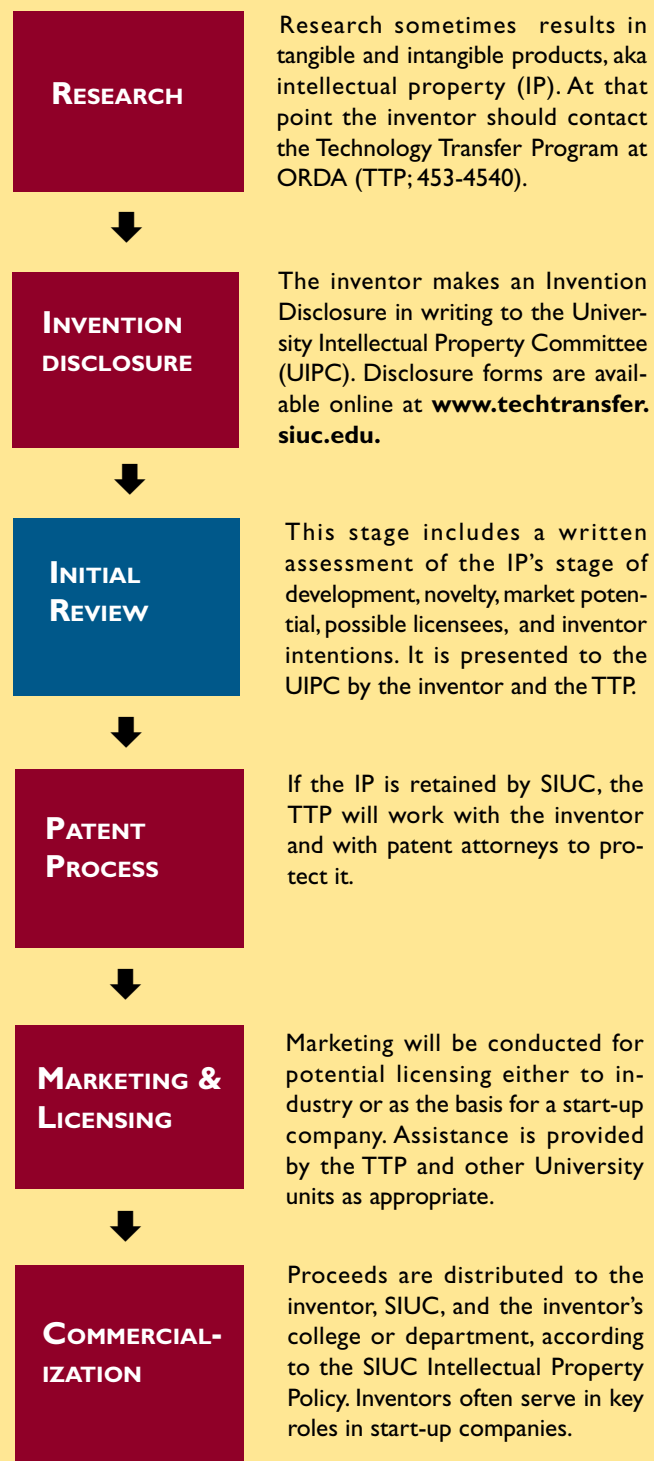 RESEARCH
Research sometimes results in
tangible and intangible products, aka
intellectual property (IP). At that
point the inventor should contact
the Technology Transfer Program at
ORDA (TTP; 453-4540).
INVENTION
DISCLOSURE
The inventor makes an Invention
Disclosure in writing to the Univer-
sity Intellectual Property Committee
(UIPC). Disclosure forms are avail-
able online at www.techtransfer.
siuc.edu.
INITIAL
REVIEW
This stage includes a written
assessment of the IP's stage of
development, novelty, market poten-
tial, possible licensees, and inventor
intentions. It is presented to the
UIPC by the inventor and the TTP.
PATENT
PROCESS
If the IP is retained by SIUC, the
TTP will work with the inventor
and with patent attorneys to pro-
tect it.
MARKETING &
LICENSING
Marketing will be conducted for
potential licensing either to in-
dustry or as the basis for a start-up
company. Assistance is provided
by the TTP and other University
units as appropriate.
COMMERCIAL-
IZATION
Proceeds are distributed to the
inventor, SIUC, and the inventor's
college or department, according
to the SIUC Intellectual Property
Policy. Inventors often serve in key
roles in start-up companies.